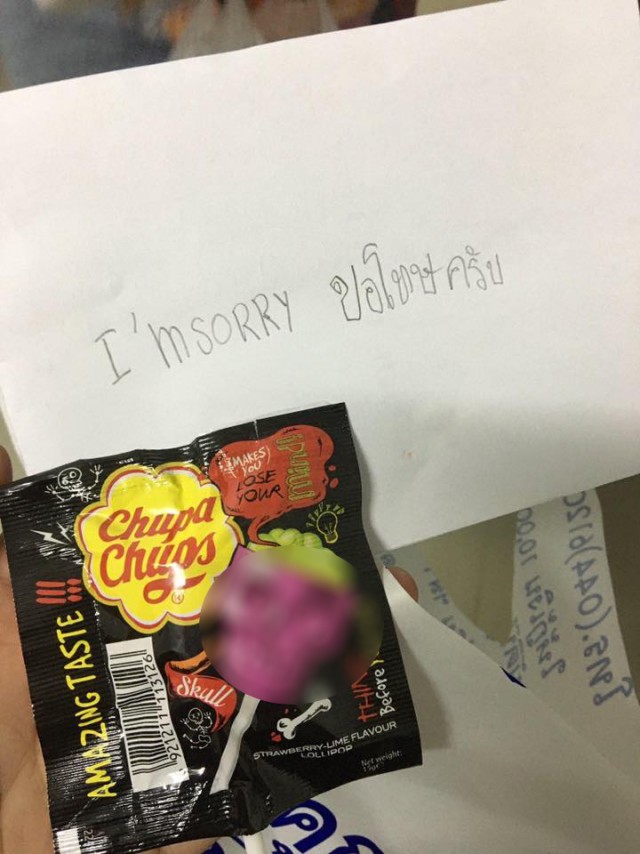 I'm SORRY ขอโทษครับ
MAKES
YOU
LOSE
YOUR
mind
Chupa
Chups
AMAZING TASTE !!!
Skull
Before
STRAWBERRY-LIME FLAVOUR
LOLLIPOP
Net weight: